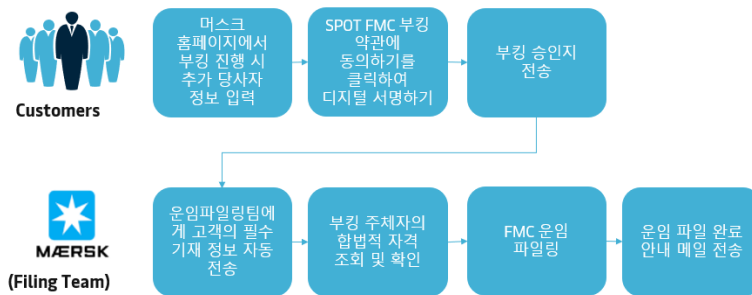 머스크
홈페이지에서
부킹 진행 시
추가 당사자
정보 입력
SPOT FMC 부킹
약관에
동의하기를
클릭하여
디지털 서명하기
부킹 승인지
전송
Customers
운임파일링팀에
게 고객의 필수
기재 정보 자동
전송
부킹 주체자의
합법적 자격
조회 및 확인
FMC 운임
파일링
운임 파일 완료
안내 메일 전송
MÆRSK
(Filing Team)